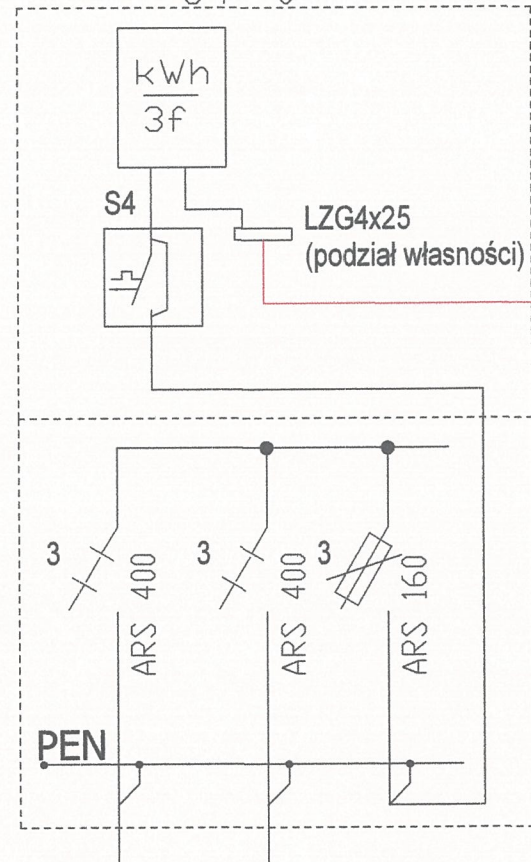 kWh
3f
S4
LZG4x25
(podział własności)
3
ARS 400
3
ARS 400
3
ARS 160
PEN